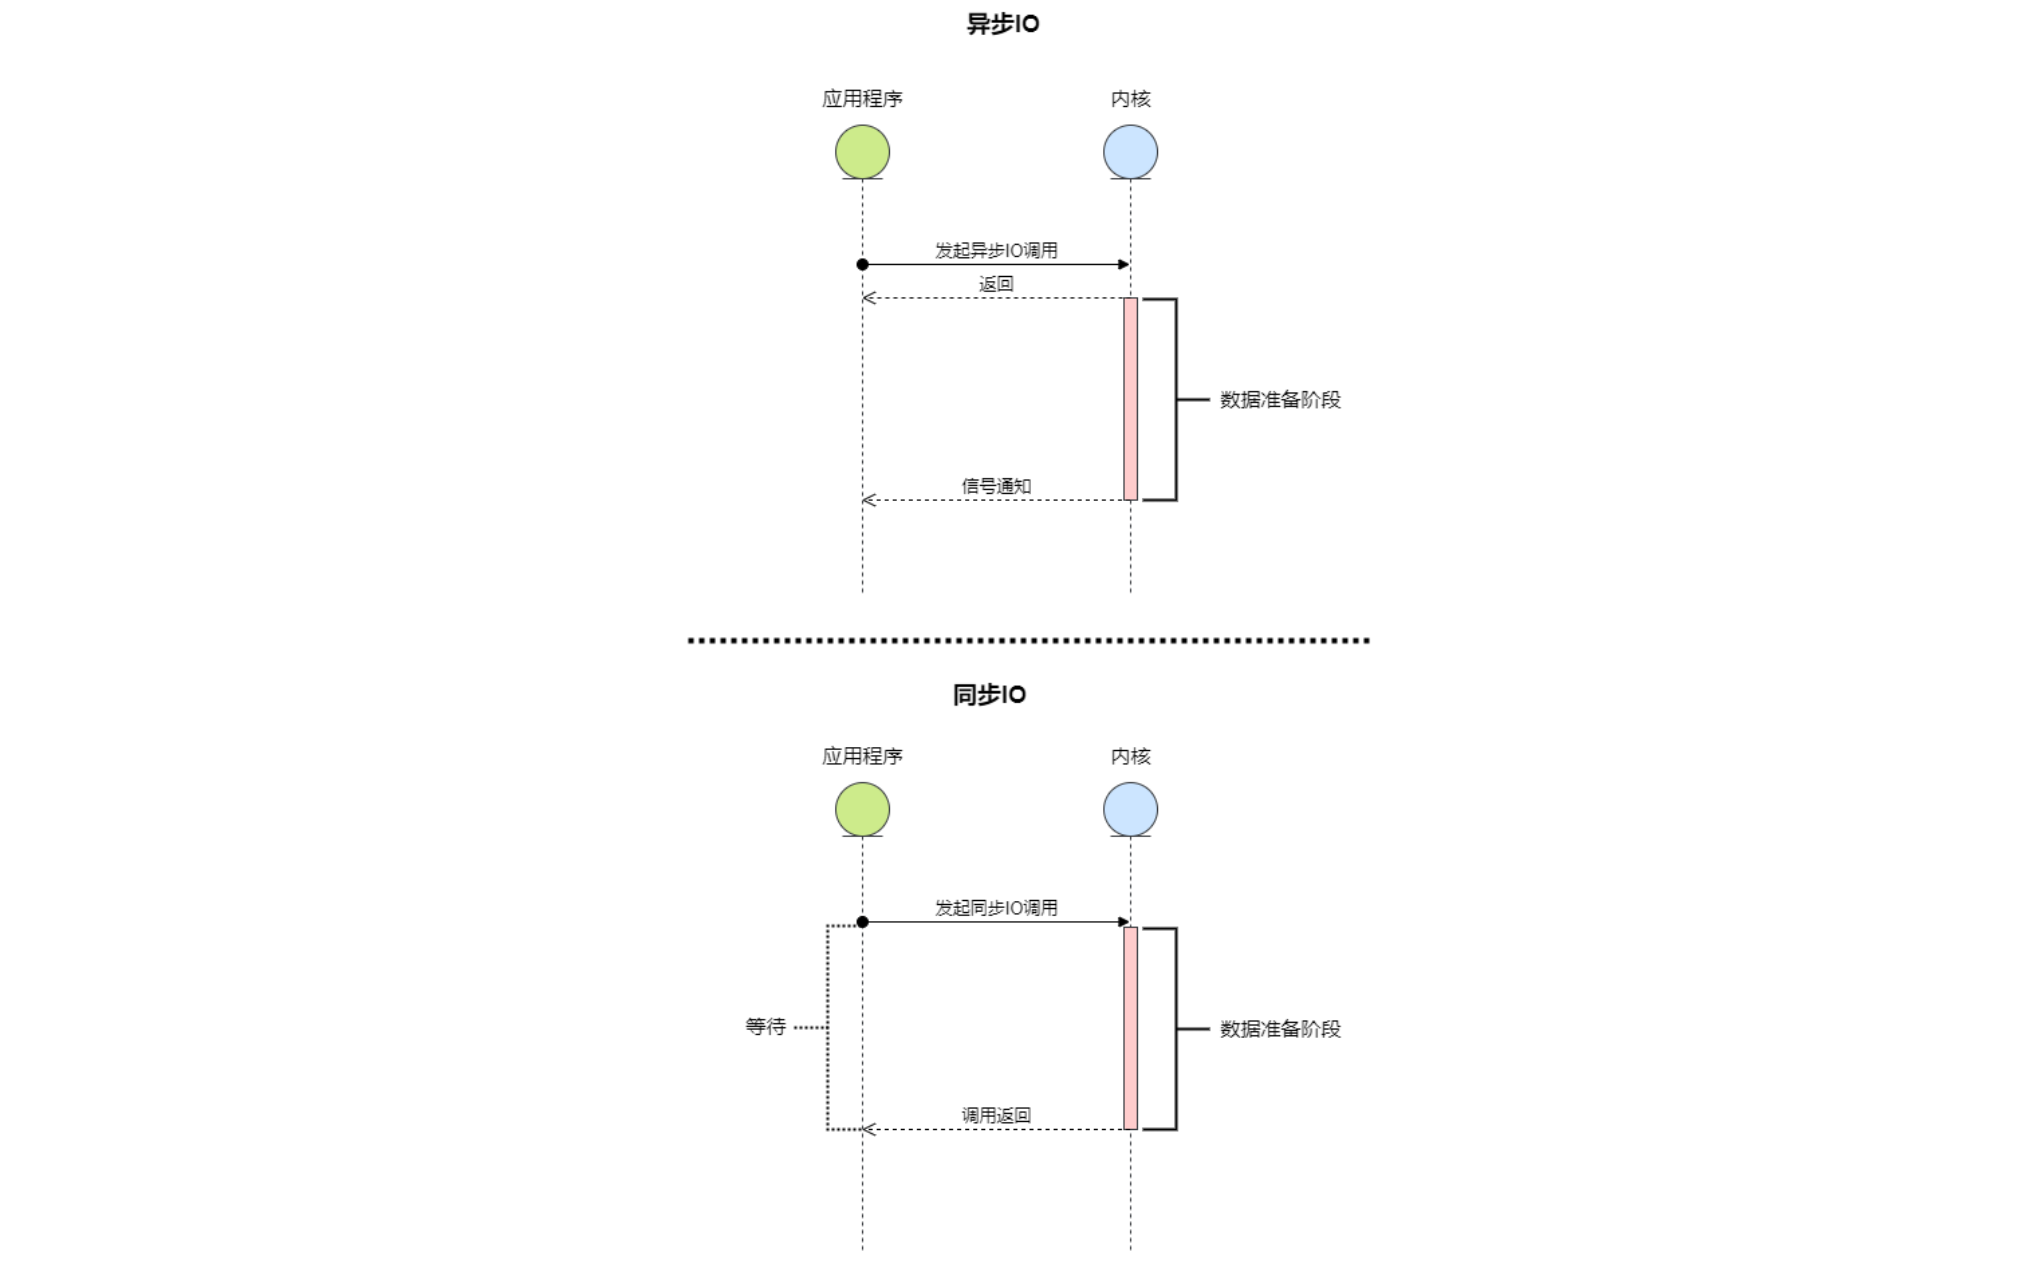 异步IO
应用程序
内核
发起异步IO调用
返回
数据准备阶段
信号通知
同步IO
应用程序
内核
发起同步IO调用
等待
数据准备阶段
调用返回